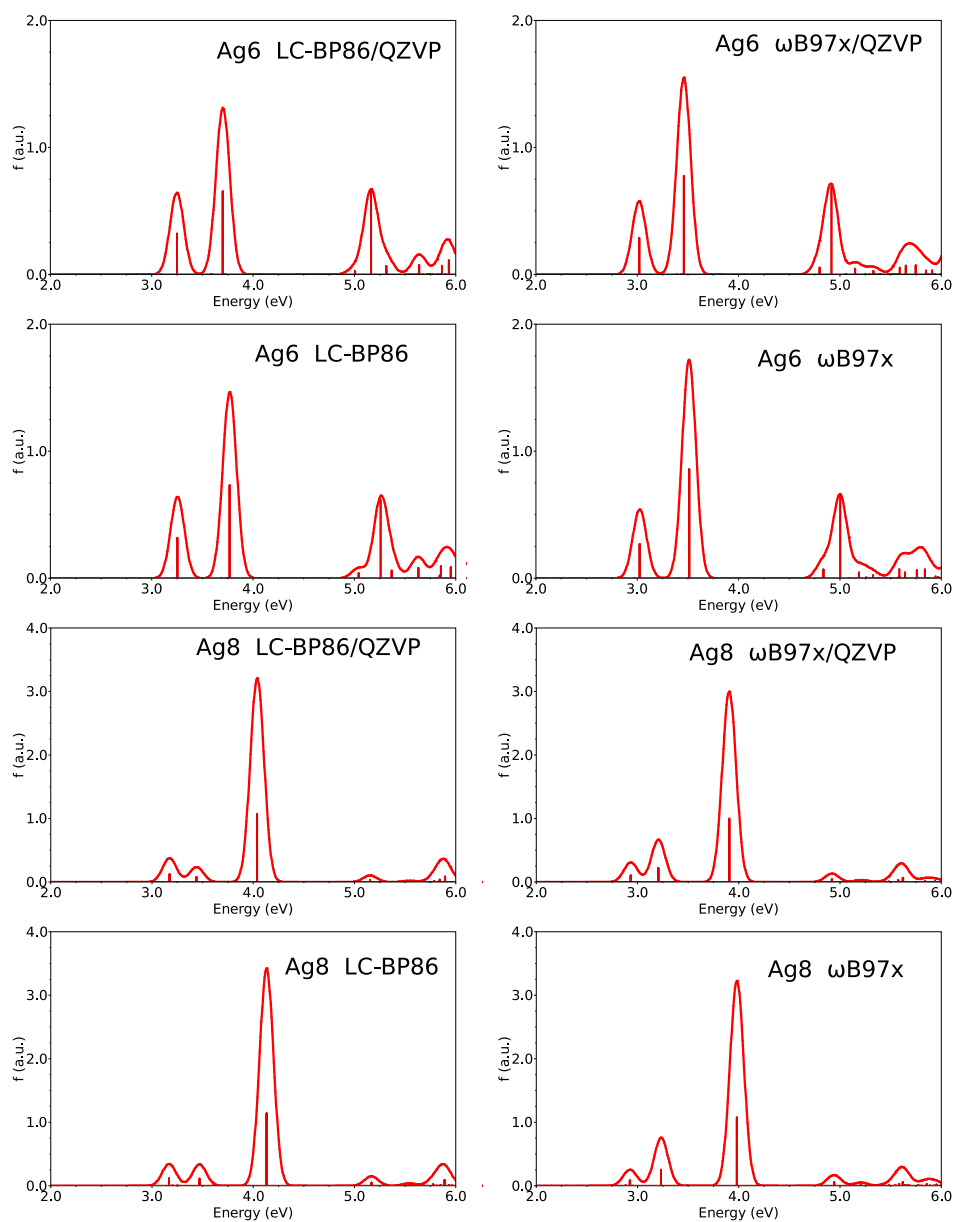 Ag6 LC-BP86/QZVP
f (a.u.)
2.0
1.0
0.0
2.0 3.0 4.0 5.0 6.0
Energy (eV)
Ag6 ωB97x/QZVP
f (a.u.)
2.0
1.0
0.0
2.0 3.0 4.0 5.0 6.0
Energy (eV)
Ag6 LC-BP86
f (a.u.)
2.0
1.0
0.0
2.0 3.0 4.0 5.0 6.0
Energy (eV)
Ag6 ωB97x
f (a.u.)
2.0
1.0
0.0
2.0 3.0 4.0 5.0 6.0
Energy (eV)
Ag8 LC-BP86/QZVP
f (a.u.)
4.0
3.0
2.0
1.0
0.0
2.0 3.0 4.0 5.0 6.0
Energy (eV)
Ag8 ωB97x/QZVP
f (a.u.)
4.0
3.0
2.0
1.0
0.0
2.0 3.0 4.0 5.0 6.0
Energy (eV)
Ag8 LC-BP86
f (a.u.)
4.0
3.0
2.0
1.0
0.0
2.0 3.0 4.0 5.0 6.0
Energy (eV)
Ag8 ωB97x
f (a.u.)
4.0
3.0
2.0
1.0
0.0
2.0 3.0 4.0 5.0 6.0
Energy (eV)